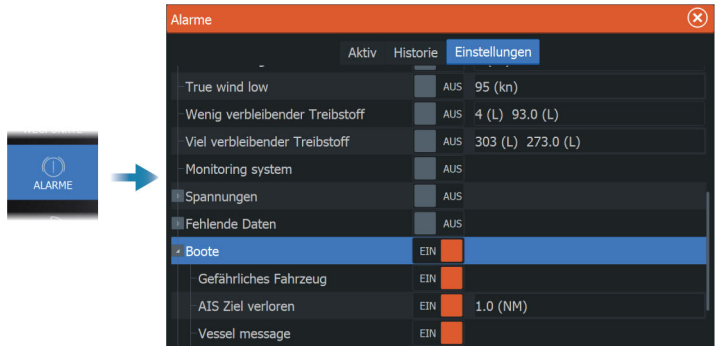 Alarme
Aktiv Historie Einstellungen
True wind low AUS 95 (kn)
Wenig verbleibender Treibstoff AUS 4 (L) 93.0 (L)
Viel verbleibender Treibstoff AUS 303 (L) 273.0 (L)
Monitoring system AUS
ALARME
Spannungen AUS
Fehlende Daten AUS
Boote EIN
Gefährliches Fahrzeug EIN
AIS Ziel verloren EIN 1.0 (NM)
Vessel message EIN